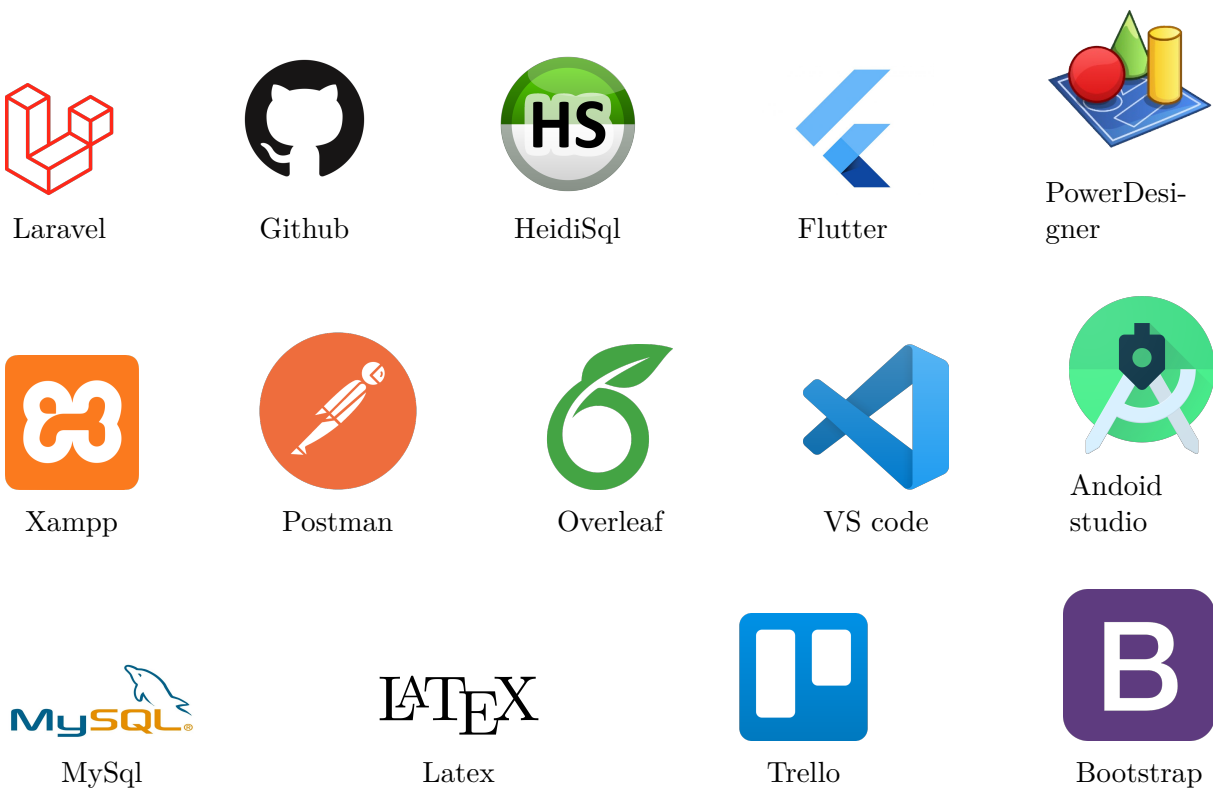 HS
Laravel
Github
HeidiSql
Flutter
PowerDesi-
gner
Xampp
Postman
Overleaf
VS code
Andoid
studio
MySQL®
LATEX
B
MySql
Latex
Trello
Bootstrap